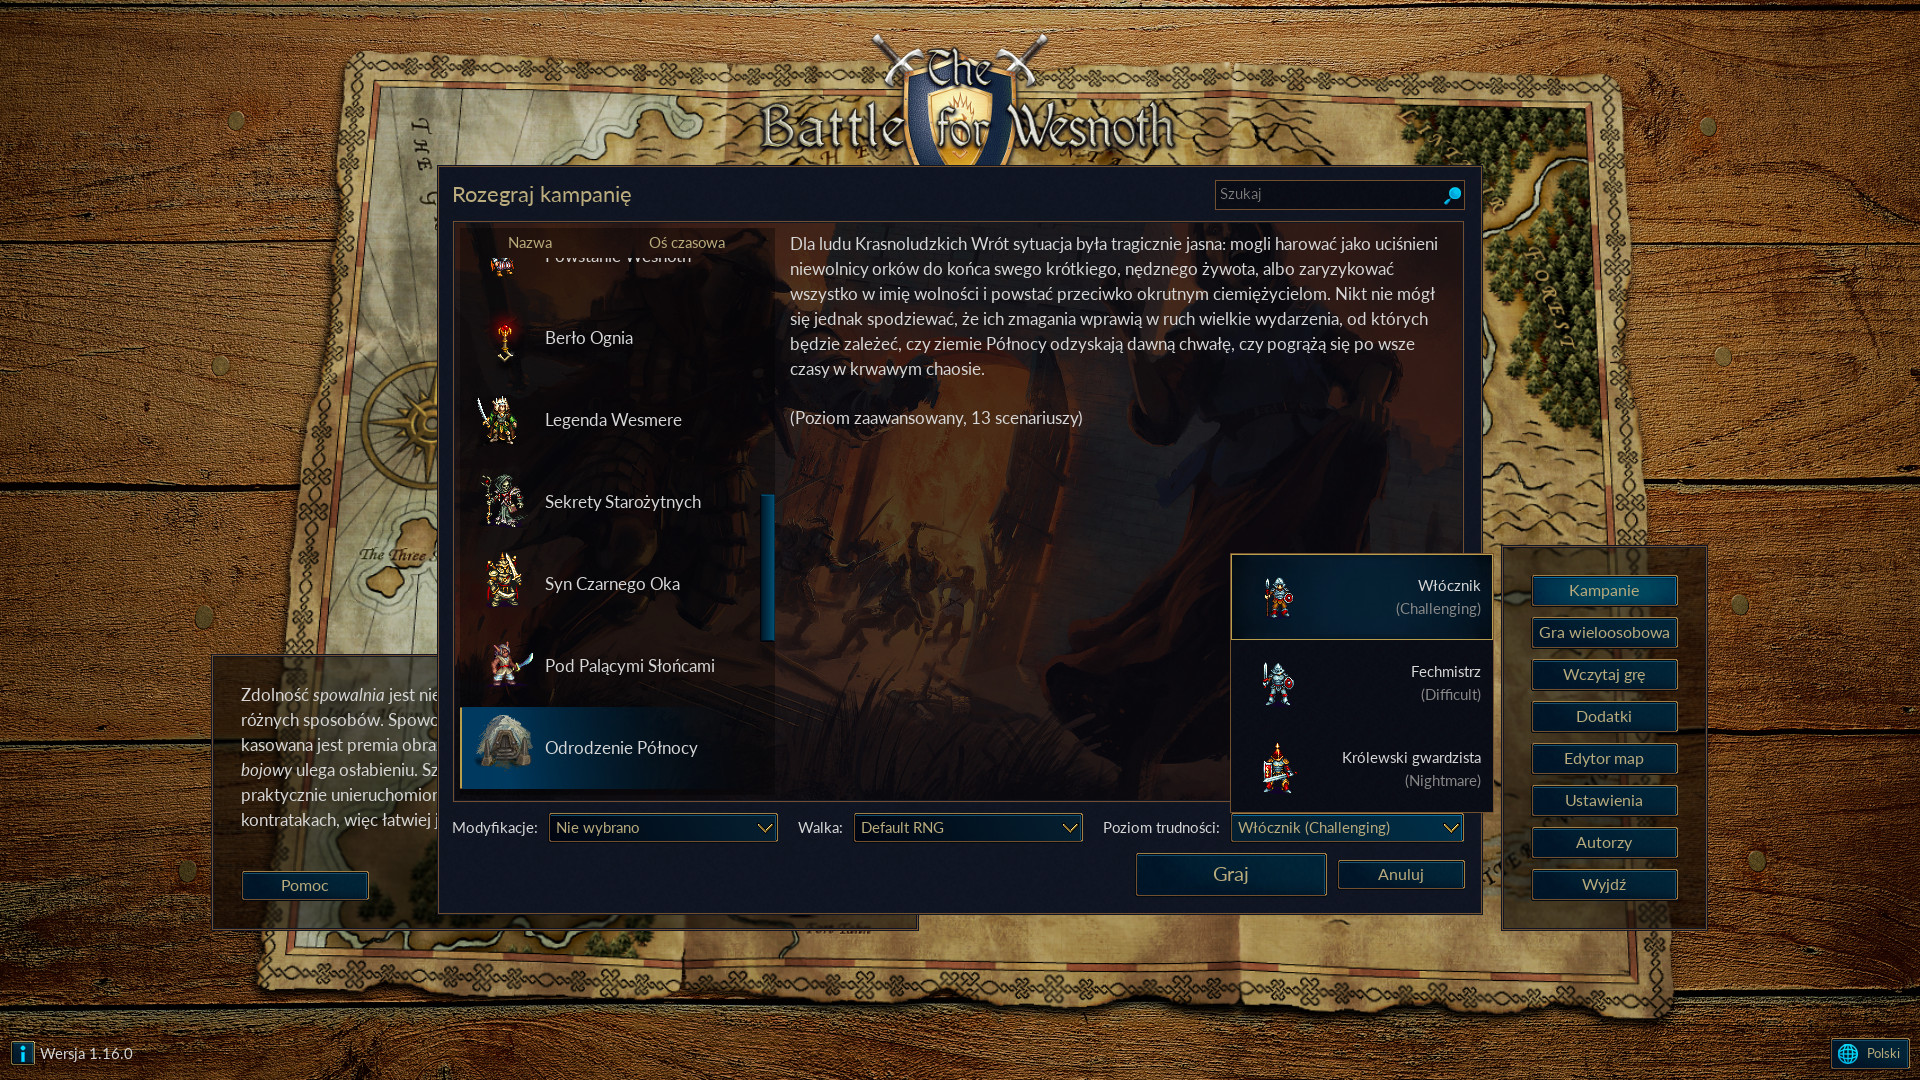 The
Battle for Wesnoth
Rozegraj kampanię
Szukaj
Nazwa
Oś czasowa
Powstanie Wesnoth
Berło Ognia
Legenda Wesmere
Sekrety Starożytnych
Syn Czarnego Oka
Pod Palącymi Słońcami
Odrodzenie Północy
Dla ludu Krasnoludzkich Wrót sytuacja była tragicznie jasna: mogli harować jako uciśnieni
niewolnicy orków do końca swego krótkiego, nędznego żywota, albo zaryzykować
wszystko w imię wolności i powstać przeciwko okrutnym ciemiężycielom. Nikt nie mógł
się jednak spodziewać, że ich zmagania wprawią w ruch wielkie wydarzenia, od których
będzie zależeć, czy ziemie Północy odzyskają dawną chwałę, czy pogrążą się po wsze
czasy w krwawym chaosie.
(Poziom zaawansowany, 13 scenariuszy)
Włócznik
(Challenging)
Fechmistrz
(Difficult)
Królewski gwardzista
(Nightmare)
Modyfikacje:
Nie wybrano
Walka:
Default RNG
Poziom trudności:
Włócznik (Challenging)
Graj
Anuluj
Kampanie
Gra wieloosobowa
Wczytaj grę
Dodatki
Edytor map
Ustawienia
Autorzy
Wyjdź
Zdolność spowalnia jest
różnych sposobów.
kasowana jest premia
bojowy ulega osłabieniu.
praktycznie
kontratakach, więc łatwiej
Pomoc
THE
The Three
FOREST
Wersja 1.16.0
Polski